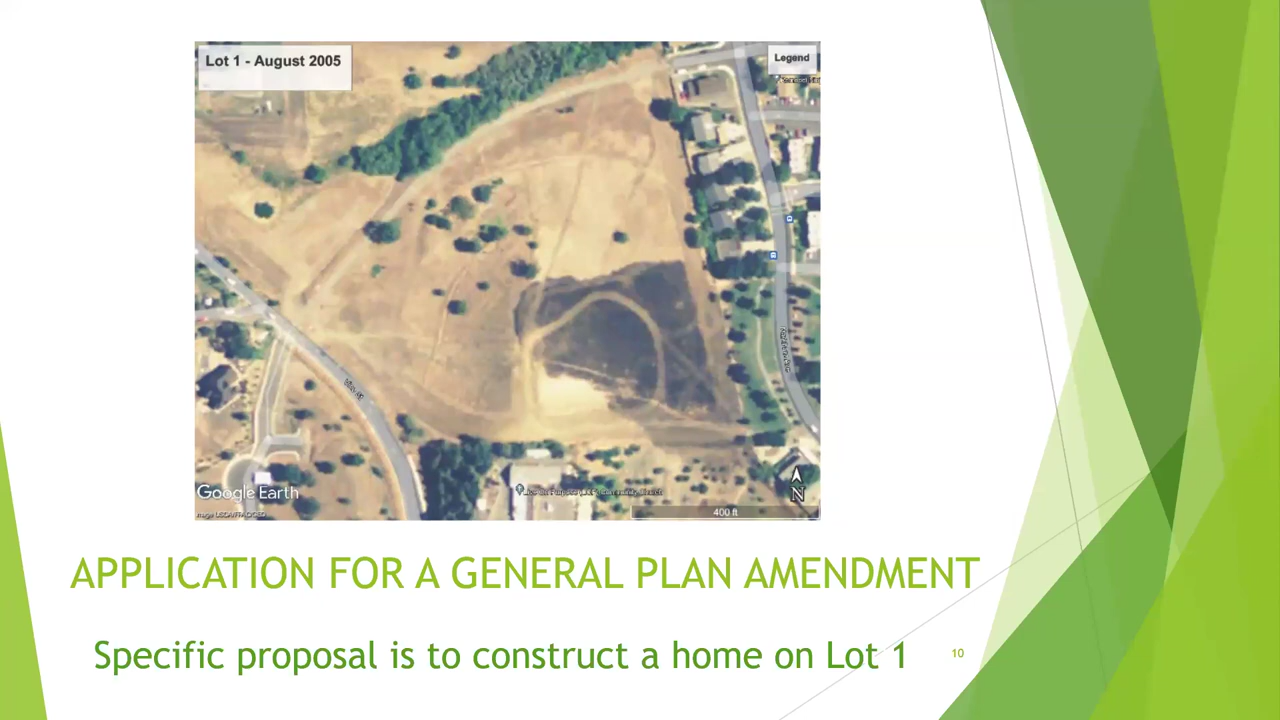 Lot 1 - August 2005
Legend
Google Earth
400 ft
N
APPLICATION FOR A GENERAL PLAN AMENDMENT
Specific proposal is to construct a home on Lot 1
10